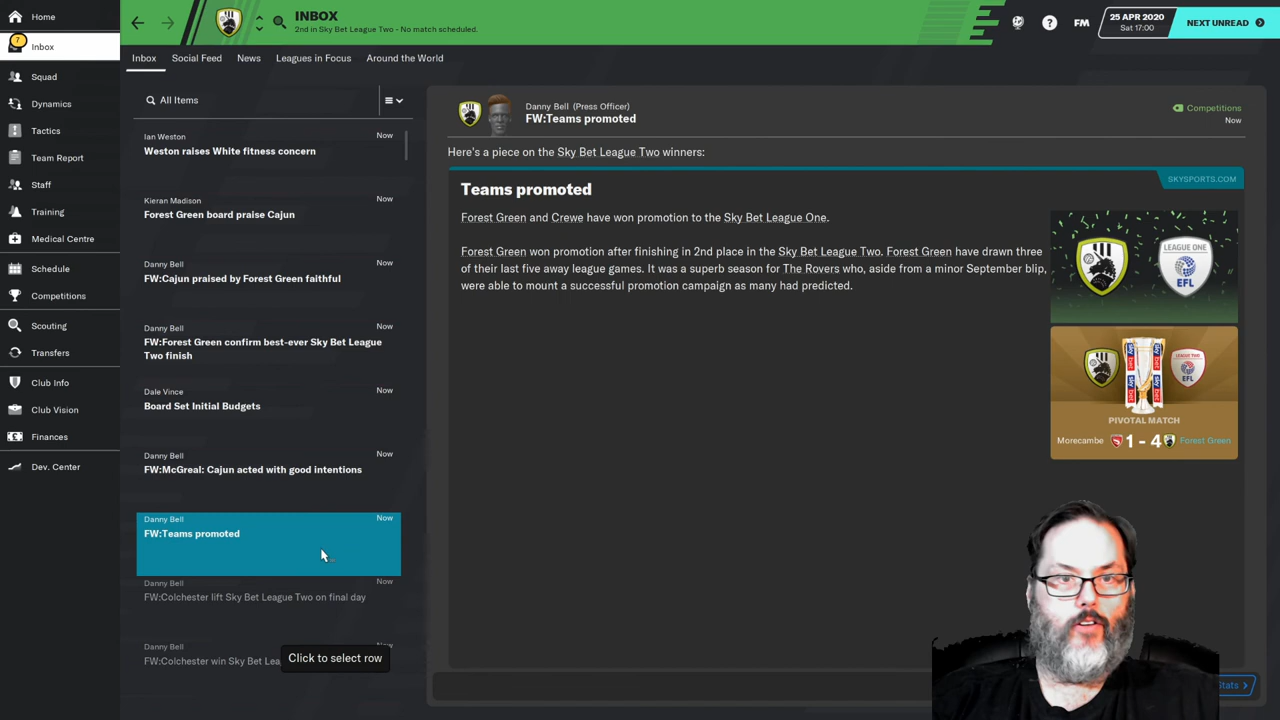 Home
Inbox
7
Squad
Dynamics
Tactics
Team Report
Staff
Training
Medical Centre
Schedule
Competitions
Scouting
Transfers
Club Info
Club Vision
Finances
Dev. Center
INBOX
2nd in Sky Bet League Two - No match scheduled.
?
FM
25 APR 2020
Sat 17:00
NEXT UNREAD
Inbox
Social Feed
News
Leagues in Focus
Around the World
All Items
Ian Weston
Now
Weston raises White fitness concern
Kieran Madison
Now
Forest Green board praise Cajun
Danny Bell
Now
FW:Cajun praised by Forest Green faithful
Danny Bell
Now
FW:Forest Green confirm best-ever Sky Bet League
Two finish
Dale Vince
Now
Board Set Initial Budgets
Danny Bell
Now
FW:McGreal: Cajun acted with good intentions
Danny Bell
Now
FW:Teams promoted
Danny Bell
Now
FW:Colchester lift Sky Bet League Two on final day
Danny Bell
FW:Colchester win Sky Bet Lea
Click to select row
Danny Bell (Press Officer)
FW:Teams promoted
Competitions
Now
Here's a piece on the Sky Bet League Two winners:
SKYSPORTS.COM
Teams promoted
Forest Green and Crewe have won promotion to the Sky Bet League One.
Forest Green won promotion after finishing in 2nd place in the Sky Bet League Two. Forest Green have drawn three
of their last five away league games. It was a superb season for The Rovers who, aside from a minor September blip,
were able to mount a successful promotion campaign as many had predicted.
LEAGUE ONE
EFL
LEAGUE TWO
EFL
sky bet
PIVOTAL MATCH
Morecambe 1 - 4 Forest Green
Stats